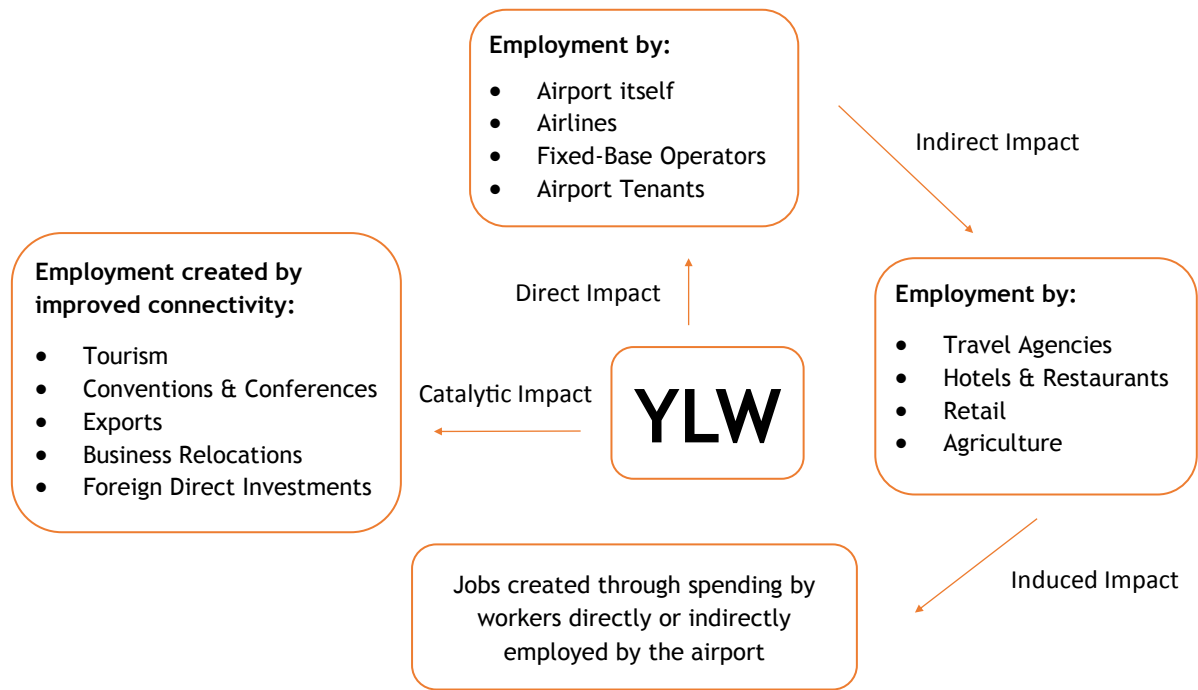 Employment by:
• Airport itself
• Airlines
• Fixed-Base Operators
• Airport Tenants
Indirect Impact
Employment by:
• Travel Agencies
• Hotels & Restaurants
• Retail
• Agriculture
Induced Impact
Jobs created through spending by
workers directly or indirectly
employed by the airport
Direct Impact
YLW
Catalytic Impact
Employment created by
improved connectivity:
• Tourism
• Conventions & Conferences
• Exports
• Business Relocations
• Foreign Direct Investments